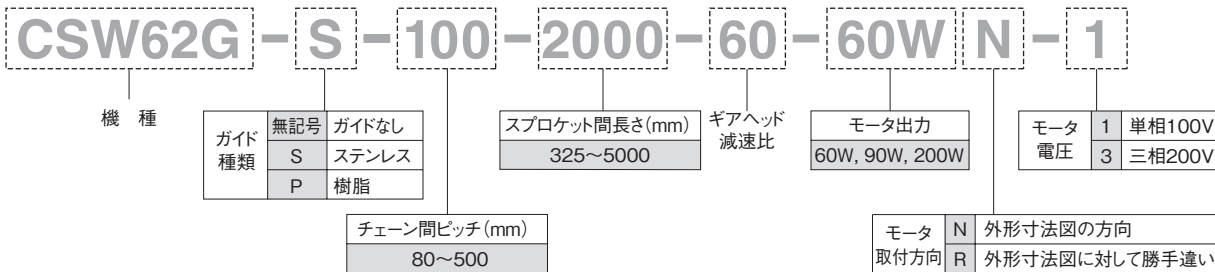 CSW62G-S-100-2000-60-60WN-1
機　種
ガイド種類
無記号 ガイドなし
S ステンレス
P 樹脂
チェーン間ピッチ(mm)
80〜500
スプロケット間長さ(mm)
325〜5000
ギアヘッド
減速比
モータ出力
60W, 90W, 200W
モータ取付方向
N 外形寸法図の方向
R 外形寸法図に対して勝手違い
モータ電圧
1 単相100V
3 三相200V